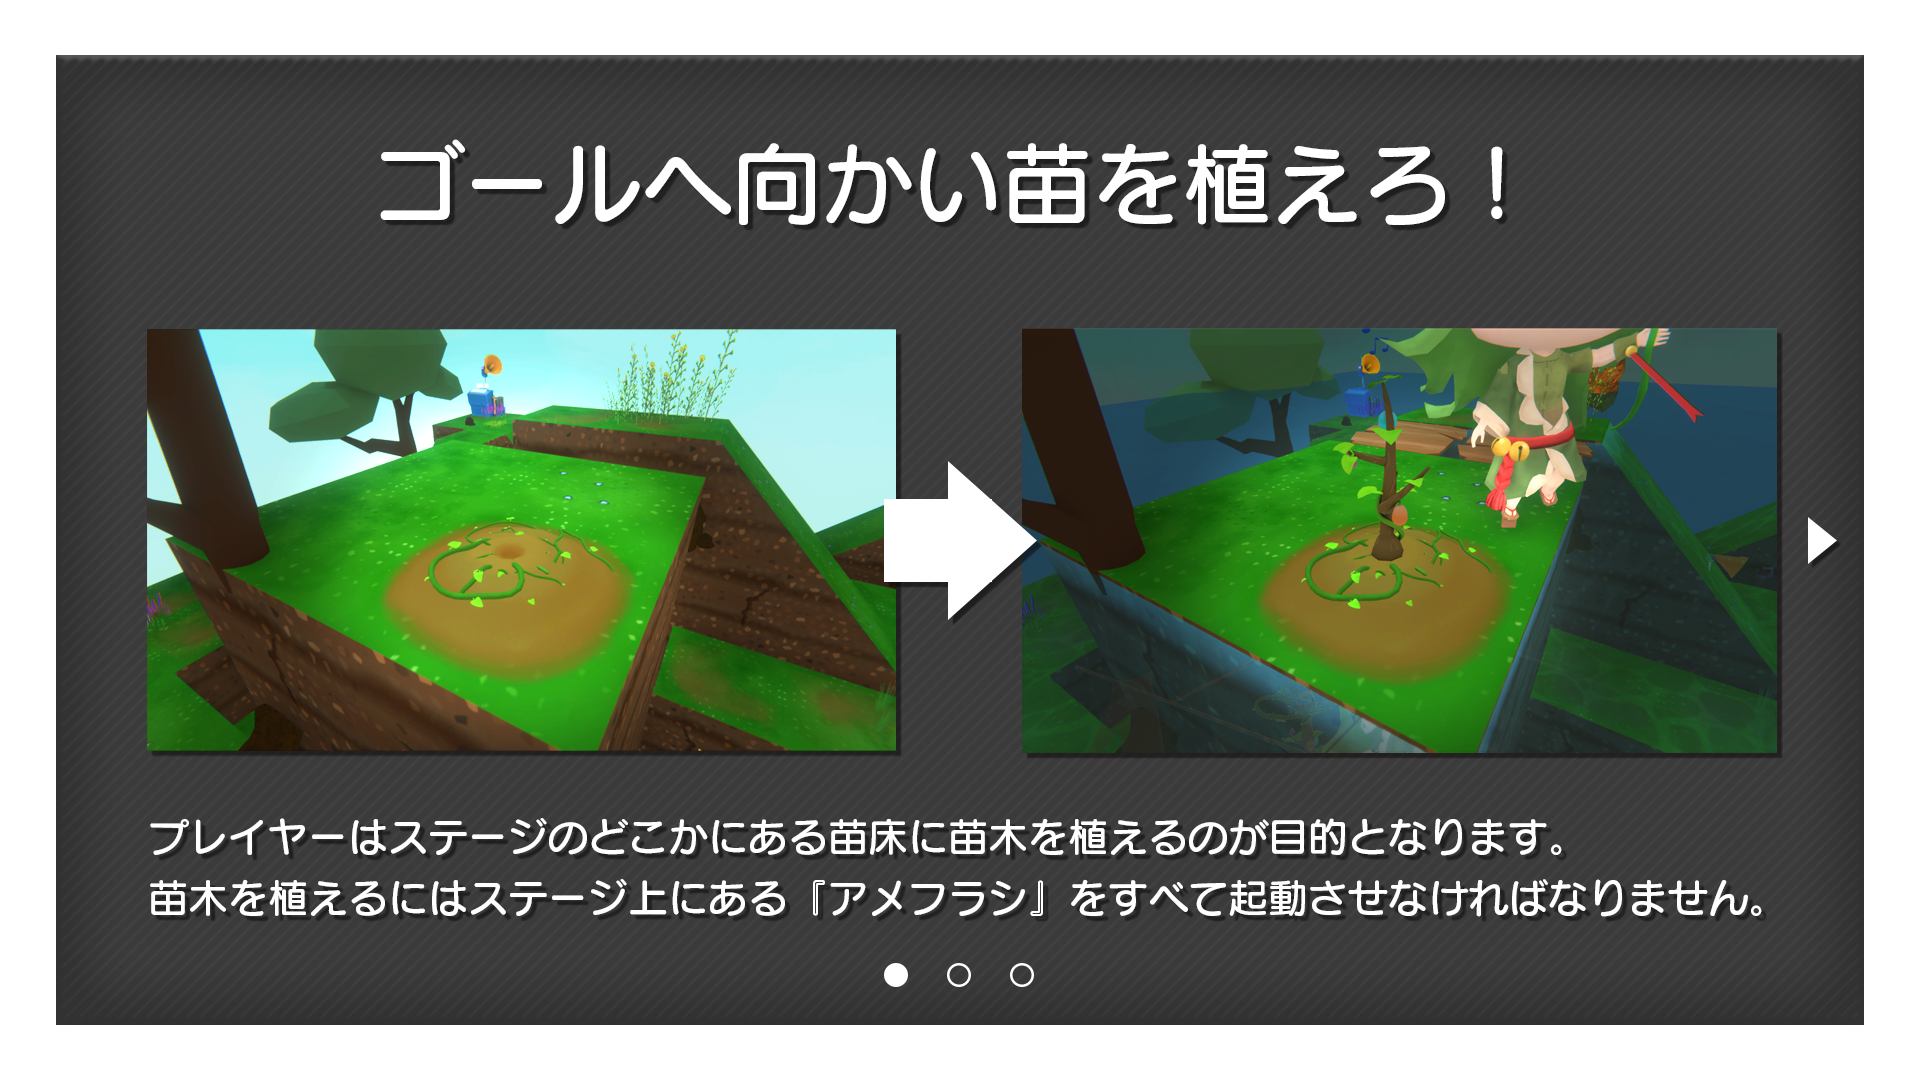 ゴールへ向かい苗を植えろ！
プレイヤーはステージのどこかにある苗床に苗木を植えるのが目的となります。
苗木を植えるにはステージ上にある『アメフラシ』をすべて起動させなければなりません。